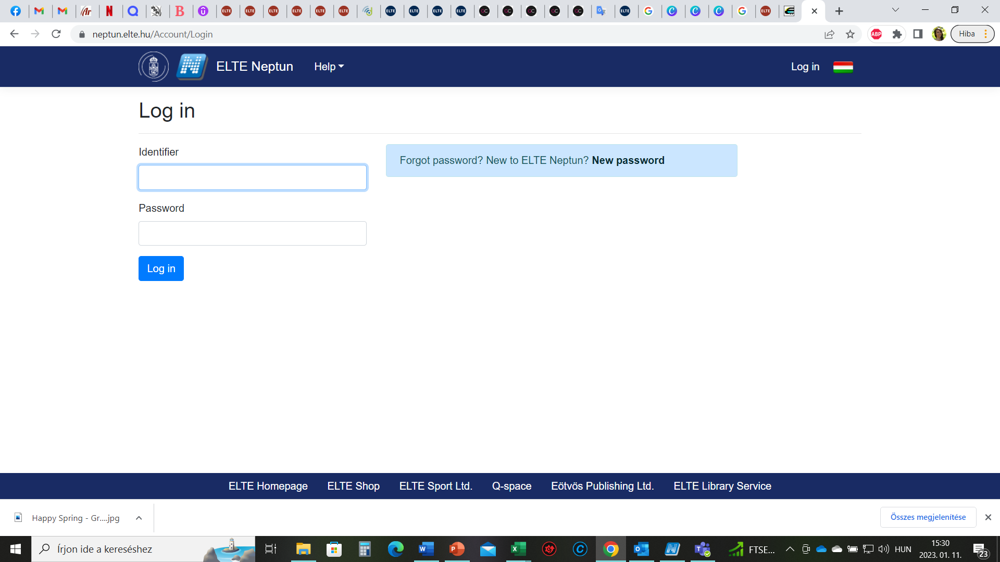 neptun.elte.hu/Account/Login
Hiba
ELTE Neptun
Help
Log in
Log in
Identifier
Forgot password? New to ELTE Neptun? New password
Password
Log in
ELTE Homepage
ELTE Shop
ELTE Sport Ltd.
Q-space
Eötvös Publishing Ltd.
ELTE Library Service
Happy Spring - Gr....jpg
Összes megjelenítése
Írjon ide a kereséshez
FTSE...
HUN
15:30
2023. 01. 11.
23